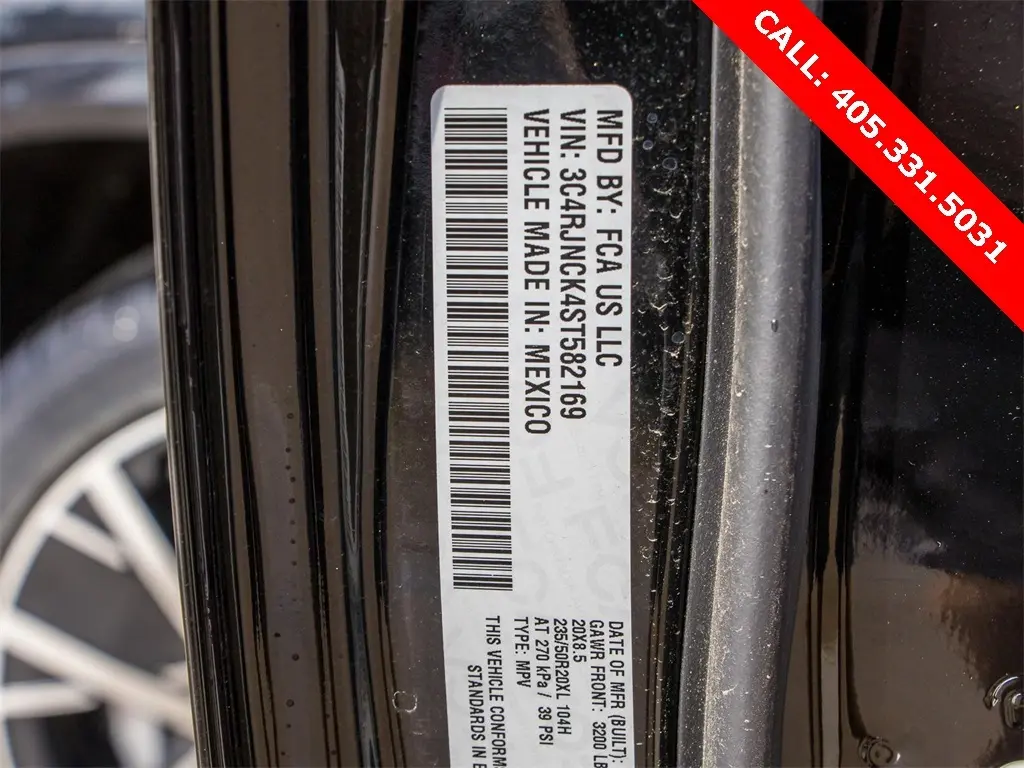 CALL: 405.331.5031
MFD BY: FCA US LLC
VIN: 3C4RJNCK4ST582169
VEHICLE MADE IN: MEXICO
DATE OF MFR (BUILT):
GAWR FRONT: 3200 LB
20X8.5
235/50R20XL 104H
AT 270 kPa / 39 PSI
TYPE: MPV
THIS VEHICLE CONFORM
STANDARDS IN E